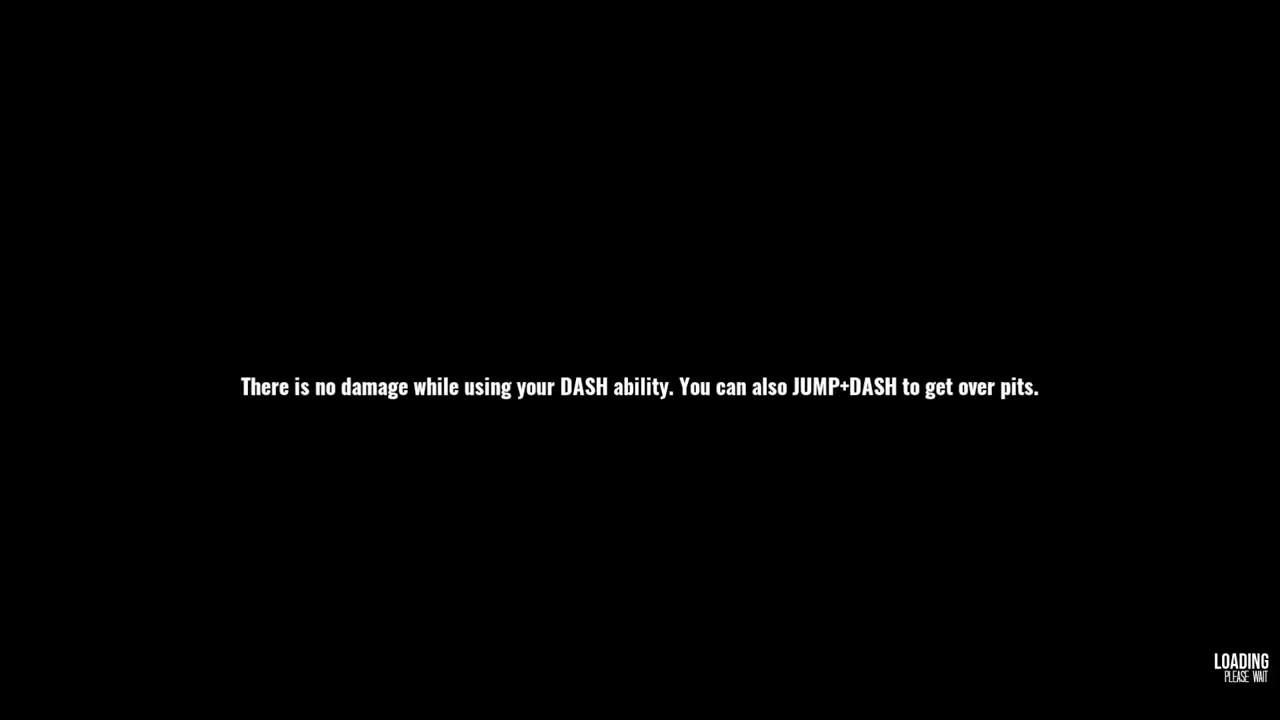 There is no damage while using your DASH ability. You can also JUMP+DASH to get over pits.
LOADING
PLEASE WAIT